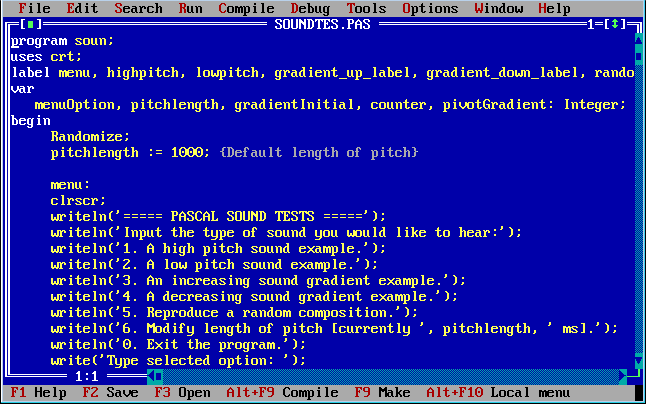 File Edit Search Run Compile Debug Tools Options Window Help
[■] SOUNDTES.PAS 1=[↕]
program soun;
uses crt;
label menu, highpitch, lowpitch, gradient_up_label, gradient_down_label, rando
var
menuOption, pitchlength, gradientInitial, counter, pivotGradient: Integer;
begin
Randomize;
pitchlength := 1000; {Default length of pitch}
menu:
clrscr;
writeln('===== PASCAL SOUND TESTS =====');
writeln('Input the type of sound you would like to hear:');
writeln('1. A high pitch sound example.');
writeln('2. A low pitch sound example.');
writeln('3. An increasing sound gradient example.');
writeln('4. A decreasing sound gradient example.');
writeln('5. Reproduce a random composition.');
writeln('6. Modify length of pitch [currently ', pitchlength, ' ms].');
writeln('0. Exit the program.');
write('Type selected option: ');
1:1
F1 Help F2 Save F3 Open Alt+F9 Compile F9 Make Alt+F10 Local menu